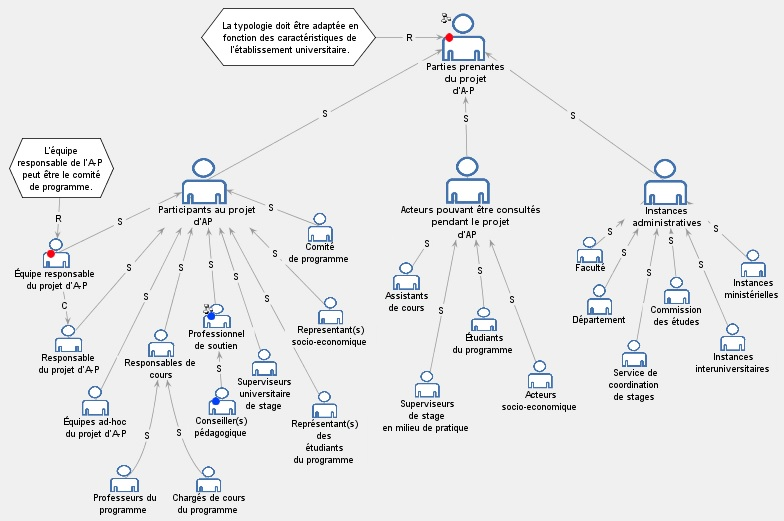 La typologie doit être adaptée en
fonction des caractéristiques de
l'établissement universitaire.
R
Parties prenantes
du projet
d'A-P
S
S
S
L'équipe
responsable de l'A-P
peut être le comité
de programme.
R
Participants au projet
d'AP
Acteurs pouvant être consultés
pendant le projet
d'AP
Instances
administratives
S
S
S
S
S
S
S
S
S
S
Comité
de programme
Équipe responsable
du projet d'A-P
C
Faculté
S
S
S
S
S
Instances
ministérielles
Assistants
de cours
S
S
S
S
Département
Commission
des études
Responsable
du projet d'A-P
Responsables de
cours
Professionnel
de soutien
Representant(s)
socio-economique
Étudiants
du programme
Instances
interuniversitaires
S
Superviseurs
universitaire
de stage
Service de
coordination
de stages
Équipes ad-hoc
du projet d'A-P
Conseiller(s)
pédagogique
Représentant(s)
des
étudiants
du programme
Superviseurs
de stage
en milieu de pratique
Acteurs
socio-economique
S
S
Professeurs du
programme
Chargés de cours
du programme